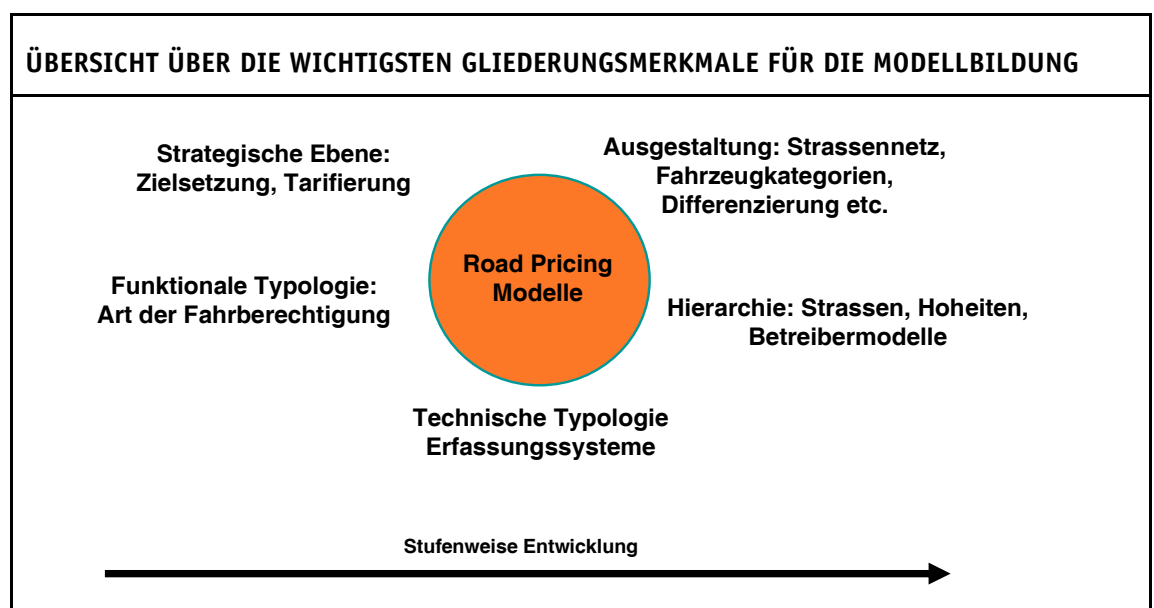 ÜBERSICHT ÜBER DIE WICHTIGSTEN GLIEDERUNGSMERKMALE FÜR DIE MODELLBILDUNG
Strategische Ebene:
Zielsetzung, Tarifierung
Ausgestaltung: Strassennetz,
Fahrzeugkategorien,
Differenzierung etc.
Road Pricing
Modelle
Funktionale Typologie:
Art der Fahrberechtigung
Hierarchie: Strassen, Hoheiten,
Betreibermodelle
Technische Typologie
Erfassungssysteme
Stufenweise Entwicklung